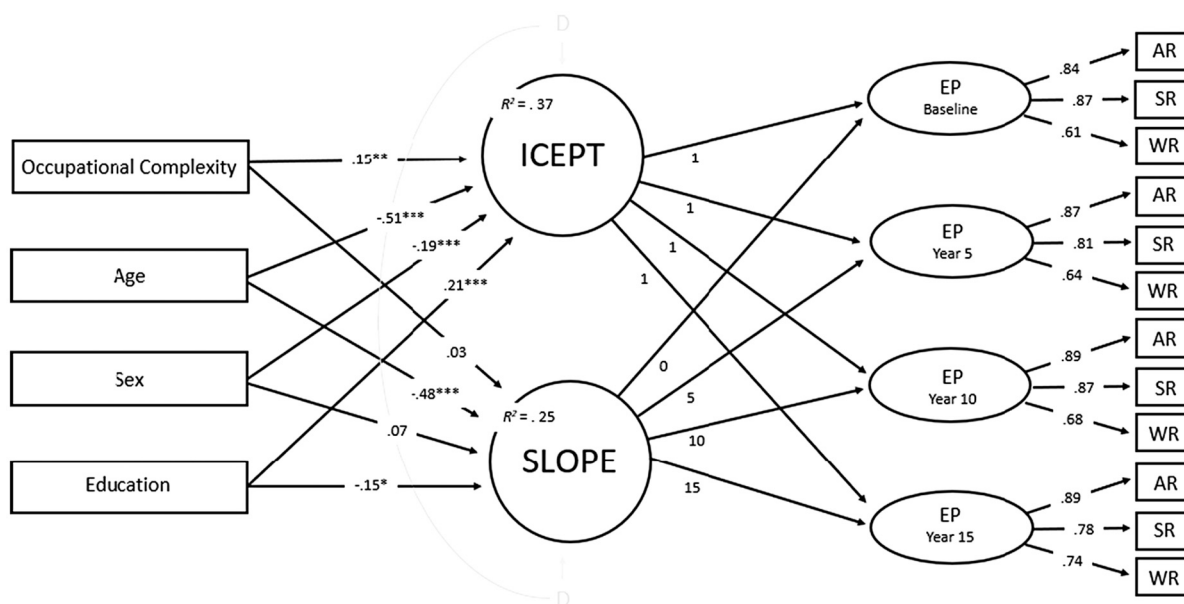 D
R² = . 37
ICEPT
Occupational Complexity
Age
Sex
Education
.15**
-.51***
-.19***
.21***
.03
-.48***
.07
-.15*
R² = . 25
SLOPE
D
1
1
1
1
0
5
10
15
EP
Baseline
.84
.87
.61
AR
SR
WR
EP
Year 5
.87
.81
.64
AR
SR
WR
EP
Year 10
.89
.87
.68
AR
SR
WR
EP
Year 15
.89
.78
.74
AR
SR
WR